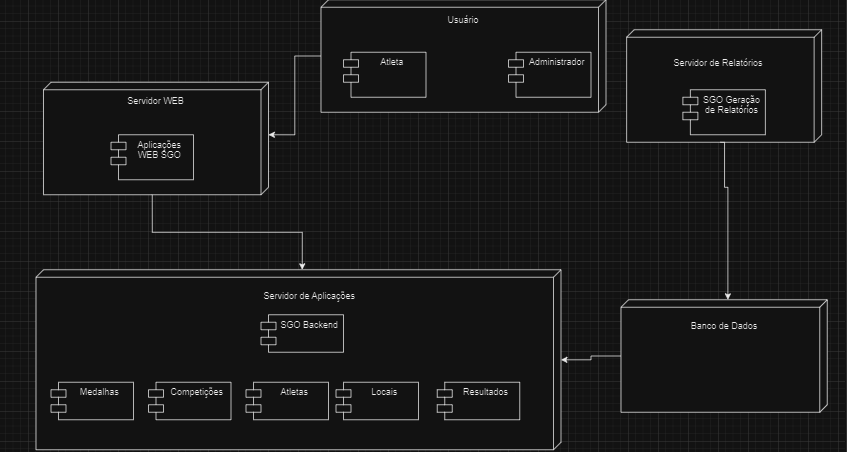 Usuário
Atleta
Administrador
Servidor de Relatórios
SGO Geração
de Relatórios
Servidor WEB
Aplicações
WEB SGO
Servidor de Aplicações
SGO Backend
Medalhas
Competições
Atletas
Locais
Resultados
Banco de Dados